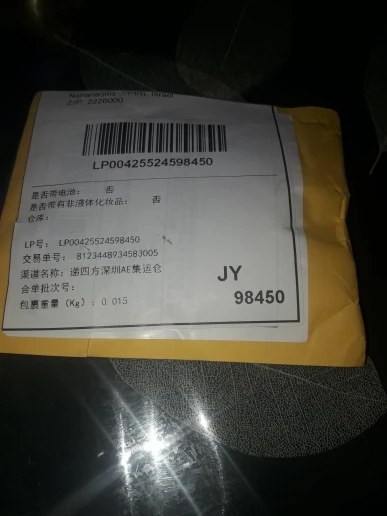 Israel
ZIP: 2228000
LP00425524598450
是否带电池: 否
是否带有非液体化妆品: 否
仓库:
LP号: LP00425524598450
交易单号: 8123448934583005
渠道名称: 递四方深圳AE集运仓
合单批次号:
包裹重量 (Kg): 0.015
JY
98450